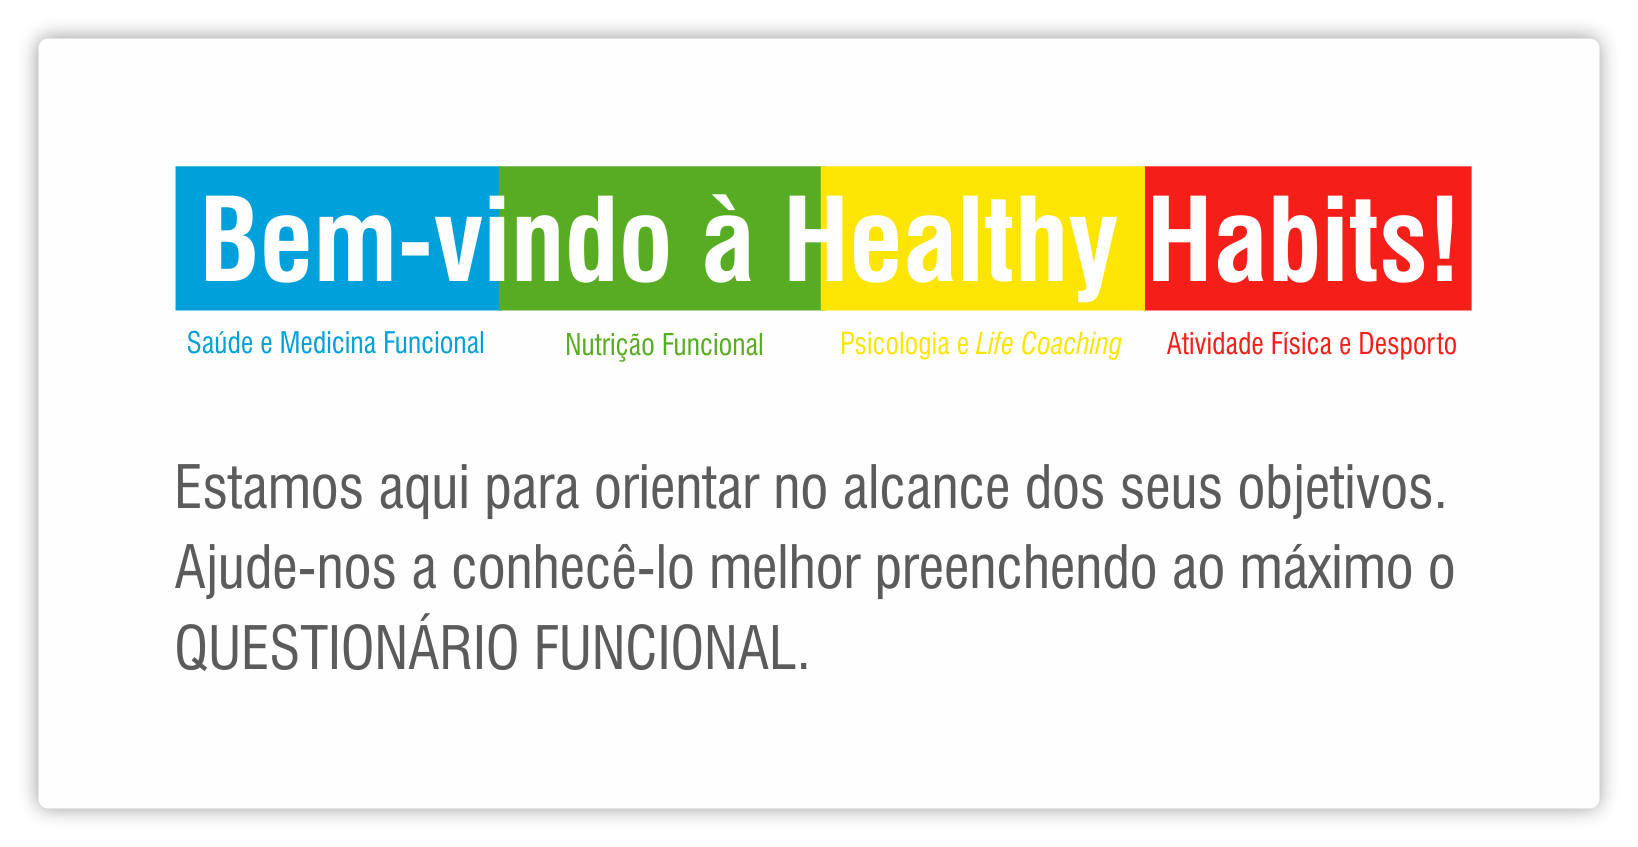 Bem-vindo à Healthy Habits!
Saúde e Medicina Funcional
Nutrição Funcional
Psicologia e Life Coaching
Atividade Física e Desporto
Estamos aqui para orientar no alcance dos seus objetivos.
Ajude-nos a conhecê-lo melhor preenchendo ao máximo o
QUESTIONÁRIO FUNCIONAL.